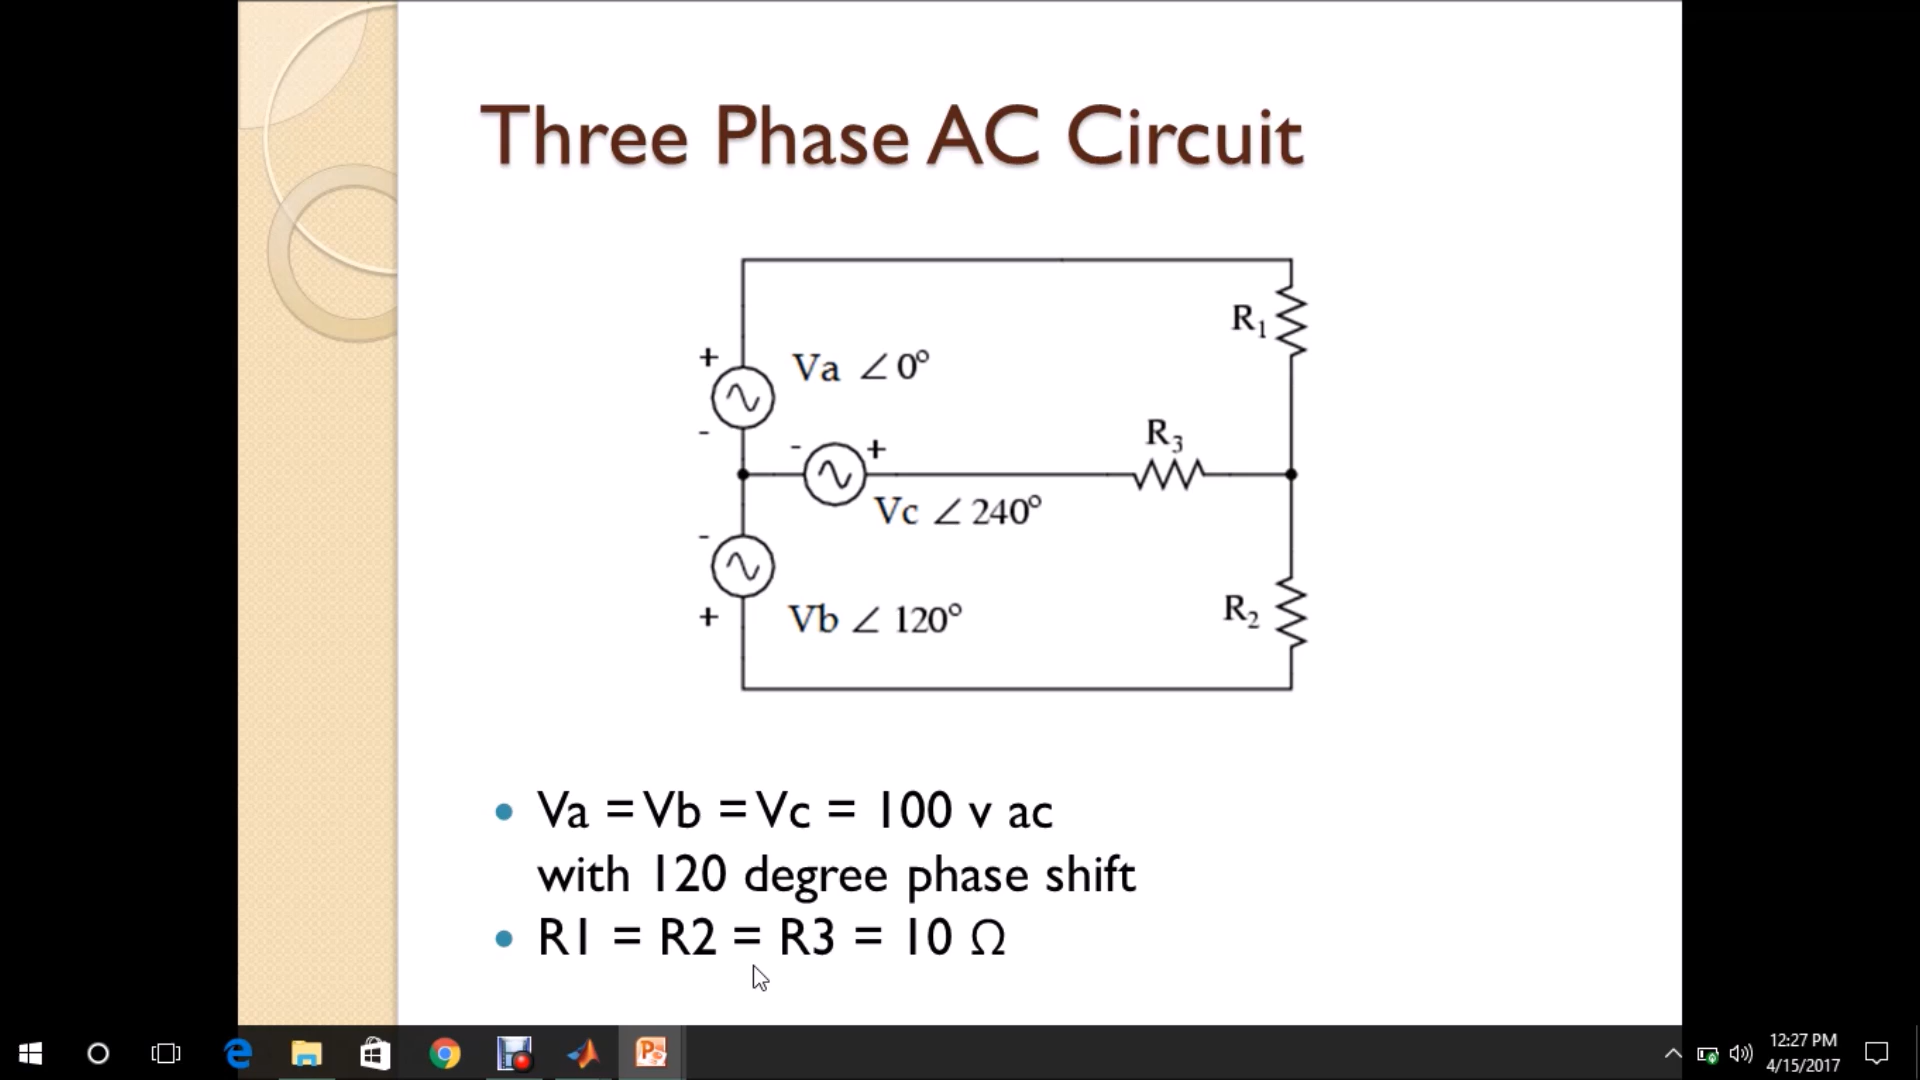 Three Phase AC Circuit
R1
+
Va ∠0°
-
R3
- +
Vc ∠ 240°
-
+
Vb ∠ 120°
R2
• Va = Vb = Vc = 100 v ac
with 120 degree phase shift
• R1 = R2 = R3 = 10 Ω
12:27 PM
4/15/2017